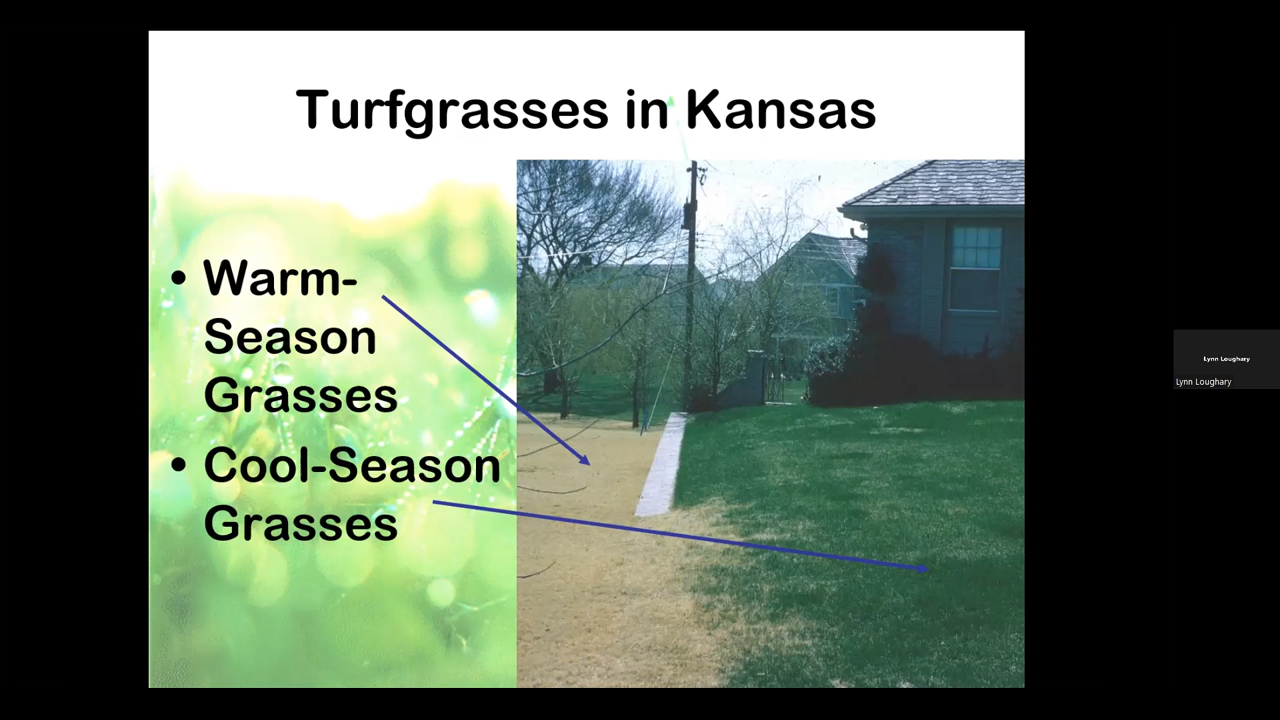 Turfgrasses in Kansas
• Warm-
Season
Grasses
• Cool-Season
Grasses
Lynn Loughary
Lynn Loughary